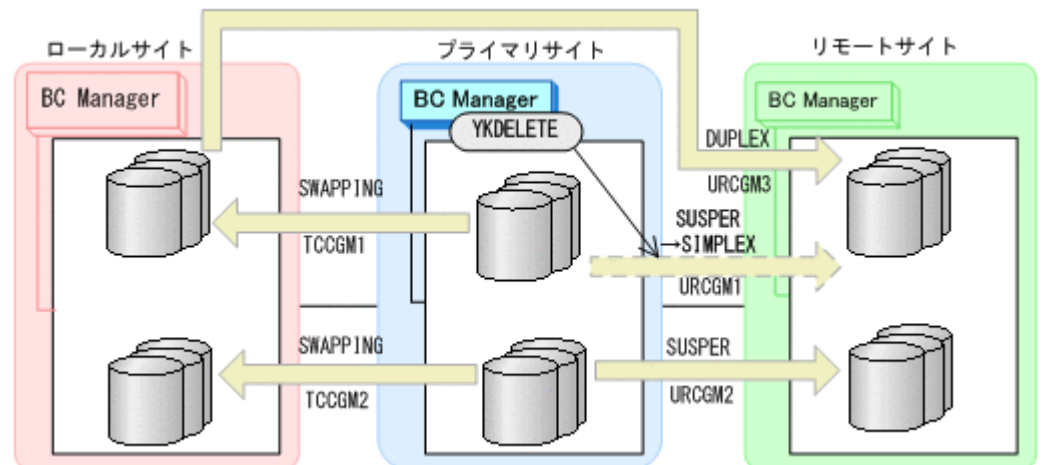 ローカルサイト
プライマリサイト
リモートサイト
BC Manager
BC Manager
BC Manager
YKDELETE
DUPLEX
URCGM3
SWAPPING
TCCGM1
SUSPER
→SIMPLEX
URCGM1
SWAPPING
TCCGM2
SUSPER
URCGM2